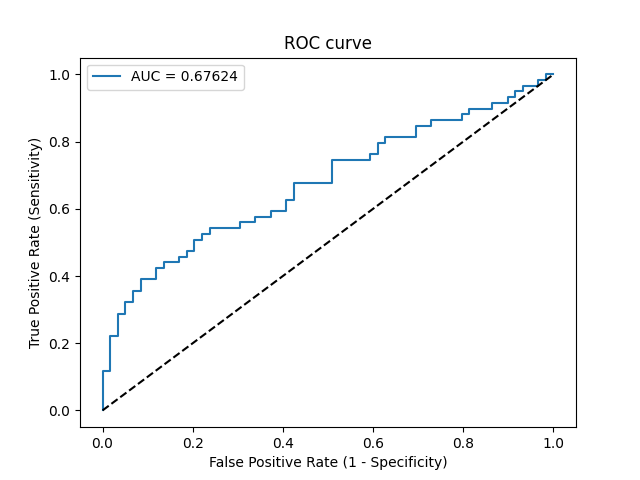 ROC curve
AUC = 0.67624
True Positive Rate (Sensitivity)
1.0
0.8
0.6
0.4
0.2
0.0
0.0 0.2 0.4 0.6 0.8 1.0
False Positive Rate (1 - Specificity)